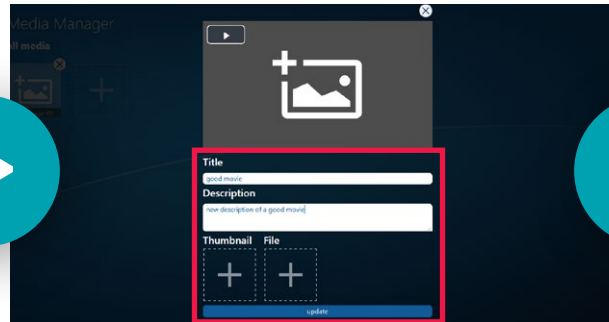 Media Manager
all media
Title
good movie
Description
new description of a good movie
Thumbnail File
update